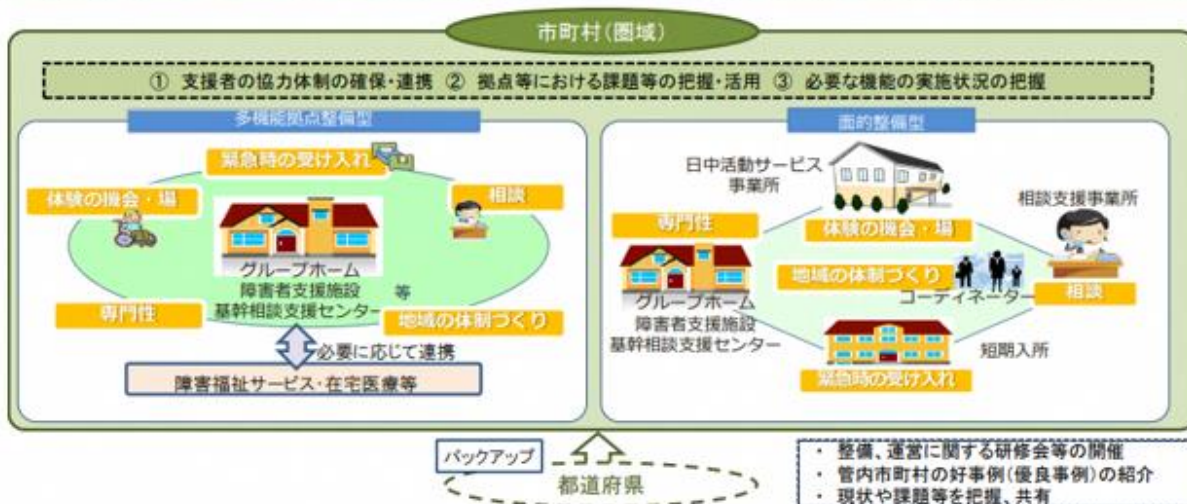 市町村(圏域)
① 支援者の協力体制の確保・連携 ② 拠点等における課題等の把握・活用 ③ 必要な機能の実施状況の把握
多機能拠点整備型
緊急時の受け入れ
体験の機会・場
相談
グループホーム
障害者支援施設 等
基幹相談支援センター
専門性
地域の体制づくり
必要に応じて連携
障害福祉サービス・在宅医療等
面的整備型
日中活動サービス
事業所
相談支援事業所
専門性
体験の機会・場
地域の体制づくり
コーディネーター
相談
グループホーム
障害者支援施設
基幹相談支援センター
短期入所
緊急時の受け入れ
バックアップ
都道府県
・ 整備、運営に関する研修会等の開催
・ 管内市町村の好事例(優良事例)の紹介
・ 現状や課題等を把握、共有